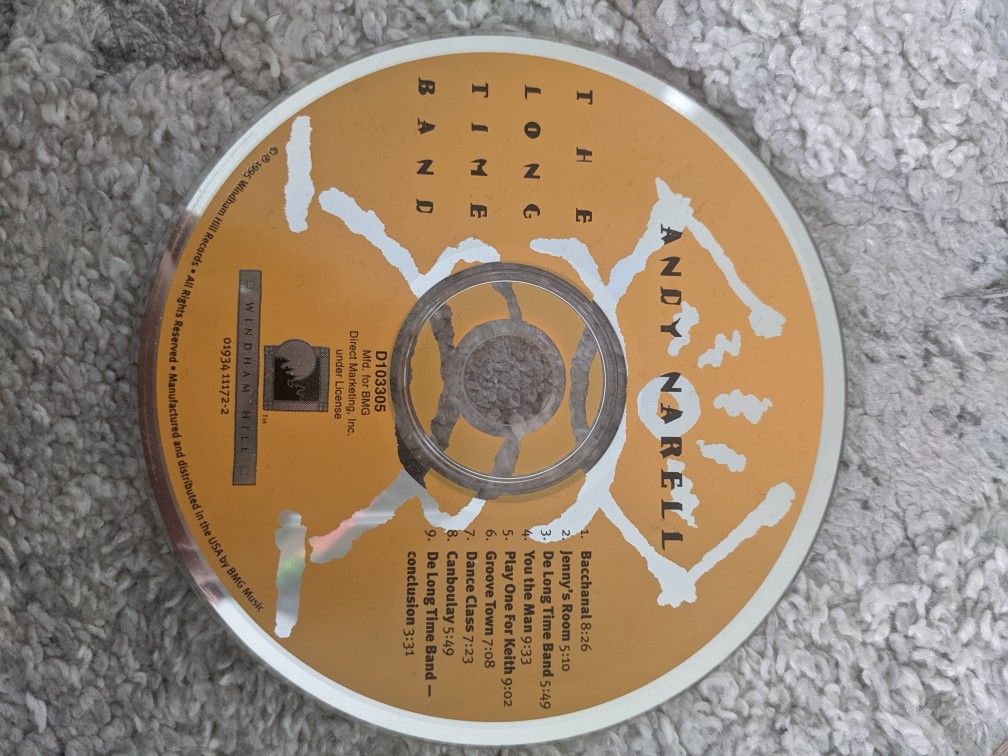 ANDY NARELL
THE
LONG
TIME
BAND
1. Bacchanal 8:26
2. Jenny's Room 5:10
3. De Long Time Band 5:49
4. You the Man 9:33
5. Play One For Keith 9:02
6. Groove Town 7:08
7. Dance Class 7:23
8. Canboulay 5:49
9. De Long Time Band —
conclusion 3:31
D103305
Mfd. for BMG
Direct Marketing, Inc.
under License
TM
WINDHAM HILL
01934 11172-2
©℗ 1995 Windham Hill Records • All Rights Reserved • Manufactured and distributed in the USA by BMG Music